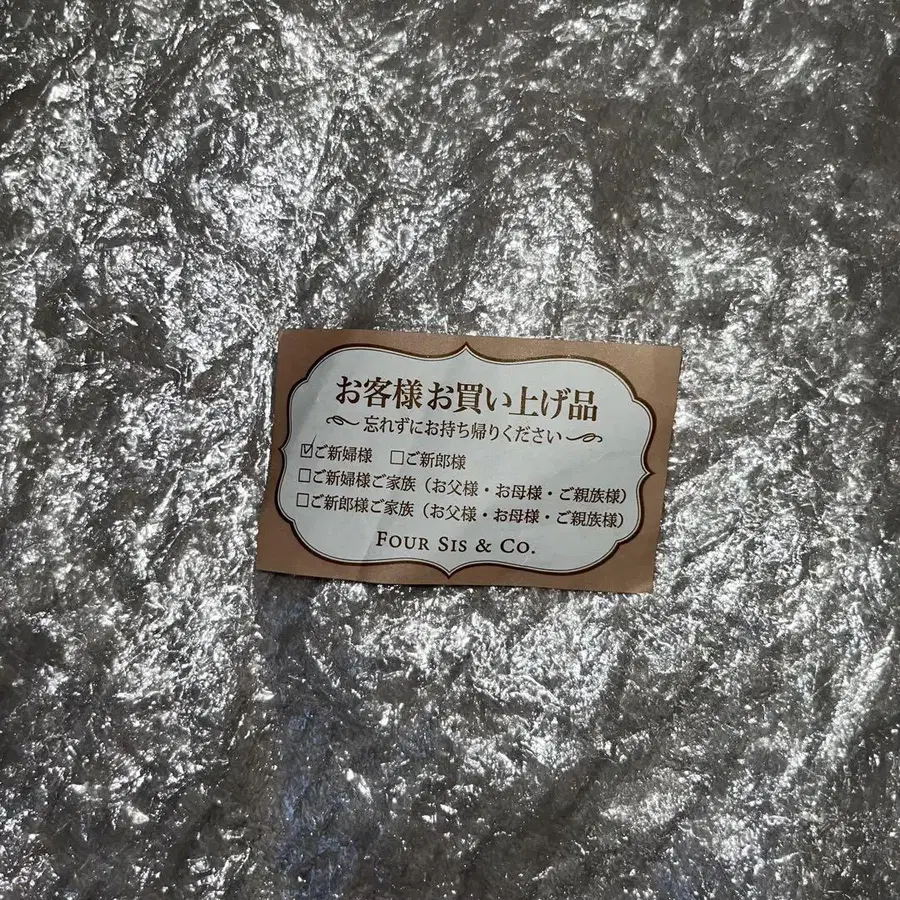 お客様お買い上げ品
忘れずにお持ち帰りください
☑ご新婦様 □ご新郎様
□ご新婦様ご家族（お父様・お母様・ご親族様）
□ご新郎様ご家族（お父様・お母様・ご親族様）
FOUR SIS & CO.